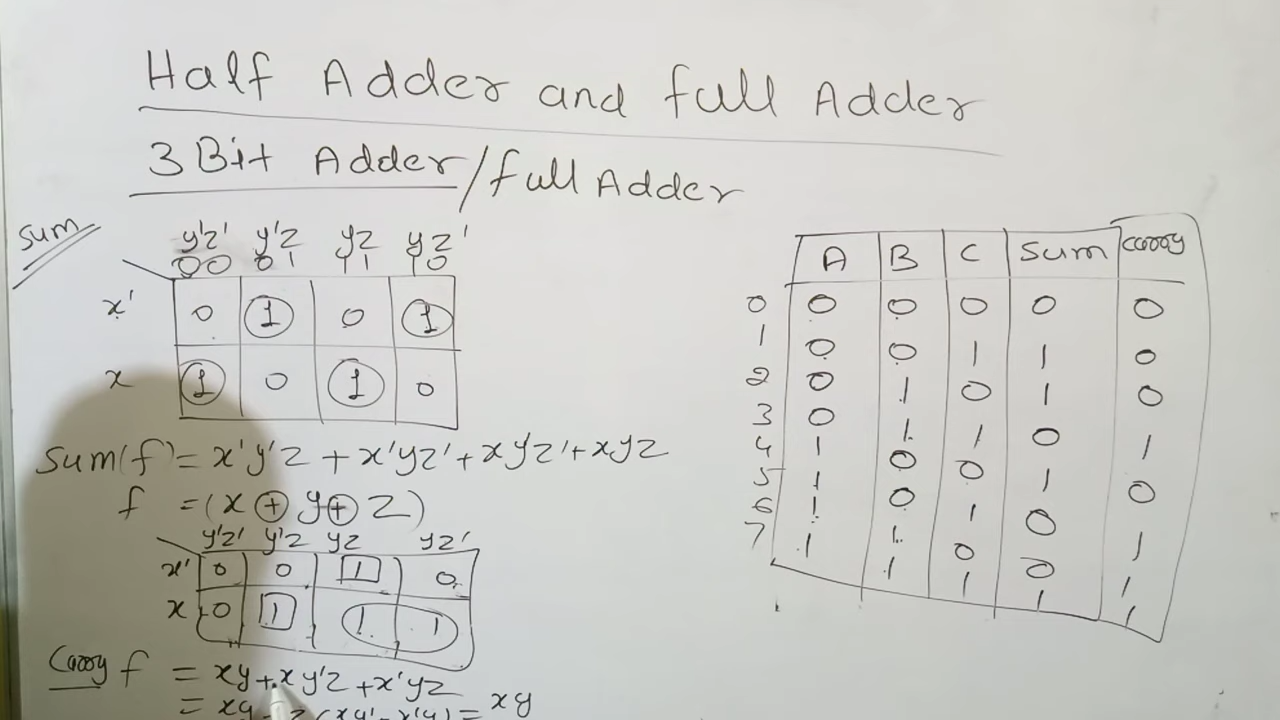 Half Adder and full Adder
3 Bit Adder/full Adder
Sum
y'z' y'z yz yz'
00 01 11 10
x' 0 1 0 1
x 1 0 1 0
Sum(f) = x'y'z + x'yz' + xy'z' + xyz
f = (x ⊕ y ⊕ z)
y'z' y'z yz yz'
x' 0 0 1 0
x 0 1 1 1
Carry f = xy + xy'z + x'yz
= xy
= xy
A B C Sum carry
0 0 0 0 0 0
1 0 0 1 1 0
2 0 1 0 1 0
3 0 1 1 0 1
4 1 0 0 1 0
5 1 0 1 0 1
6 1 1 0 0 1
7 1 1 1 1 1